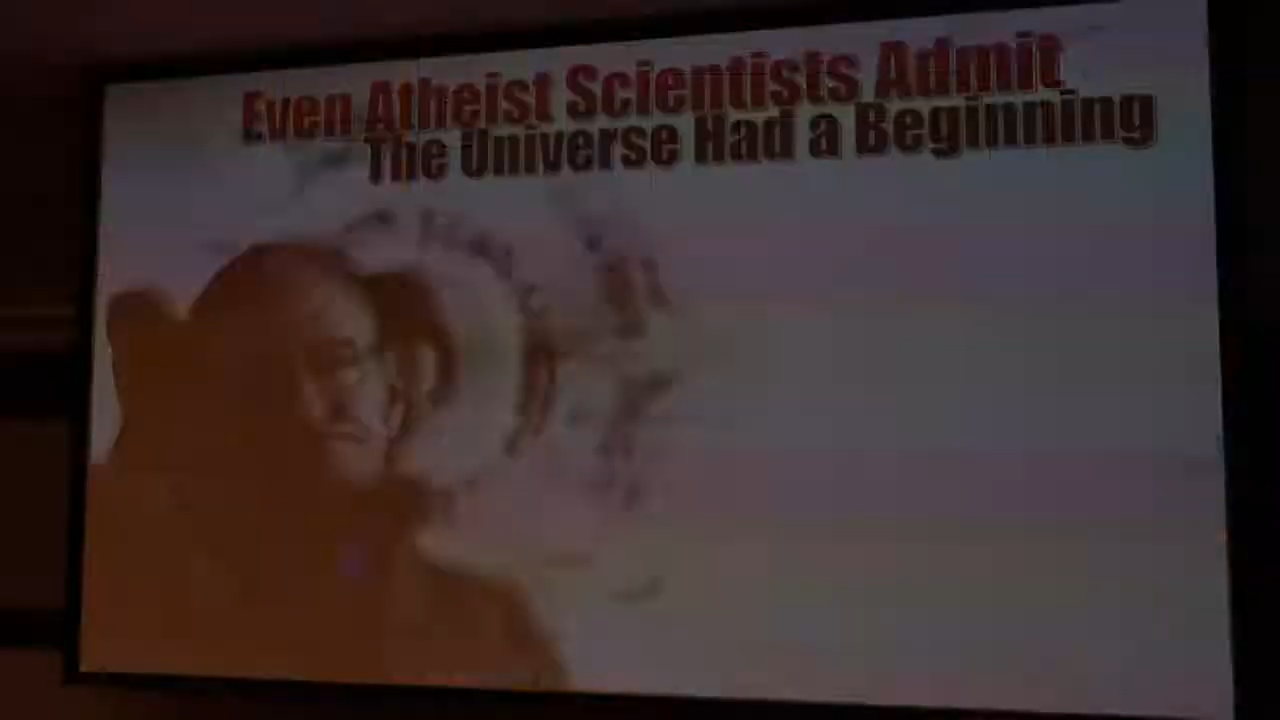 Even Atheist Scientists Admit
The Universe Had a Beginning